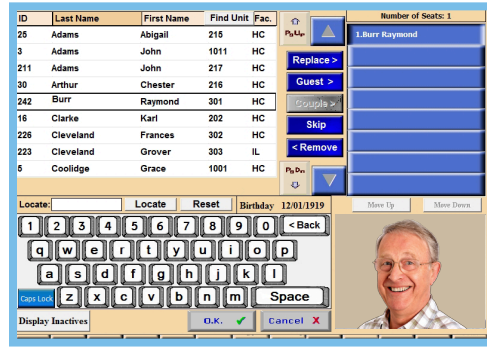 ID Last Name First Name Find Unit Fac.
25 Adams Abigail 215 HC
3 Adams John 1011 HC
211 Adams John 217 HC
30 Arthur Chester 216 HC
242 Burr Raymond 301 HC
16 Clarke Karl 202 HC
226 Cleveland Frances 302 HC
223 Cleveland Grover 303 IL
5 Coolidge Grace 1001 HC
PgUp
Replace >
Guest >
Couple >
Skip
< Remove
PgDn
Number of Seats: 1
1.Burr Raymond
Move Up Move Down
Locate: Locate Reset Birthday 12/01/1919
1 2 3 4 5 6 7 8 9 0 < Back
q w e r t y u i o p
a s d f g h j k l
Caps Lock z x c v b n m Space
Display Inactives O.K. Cancel X